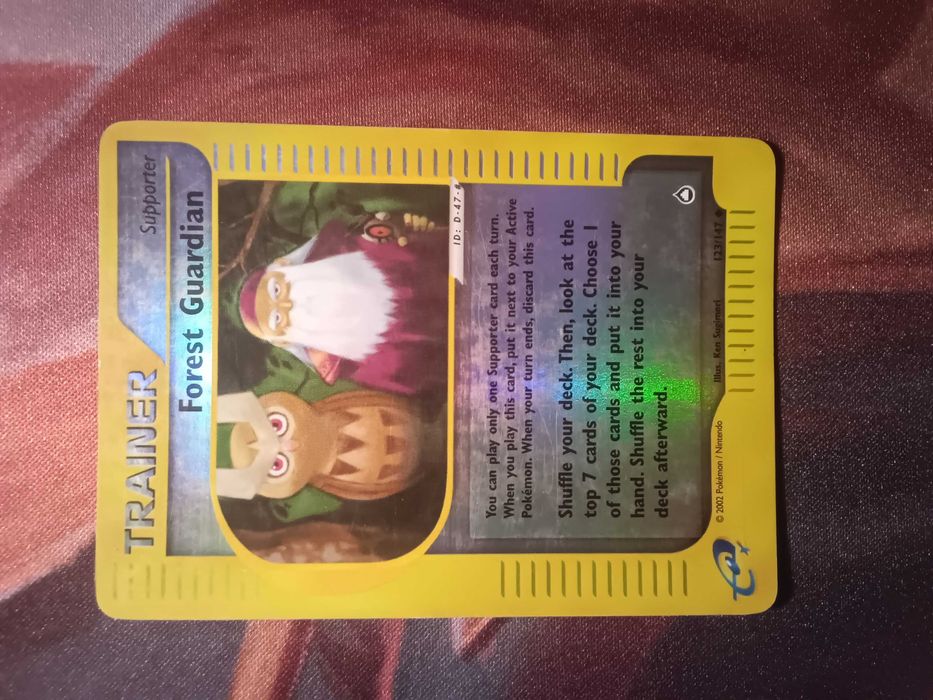 TRAINER
Supporter
Forest Guardian
ID: D-47-#
You can play only one Supporter card each turn.
When you play this card, put it next to your Active
Pokémon. When your turn ends, discard this card.
Shuffle your deck. Then, look at the
top 7 cards of your deck. Choose 1
of those cards and put it into your
hand. Shuffle the rest into your
deck afterward.
Illus. Ken Sugimori
123/147
© 2002 Pokémon / Nintendo
e